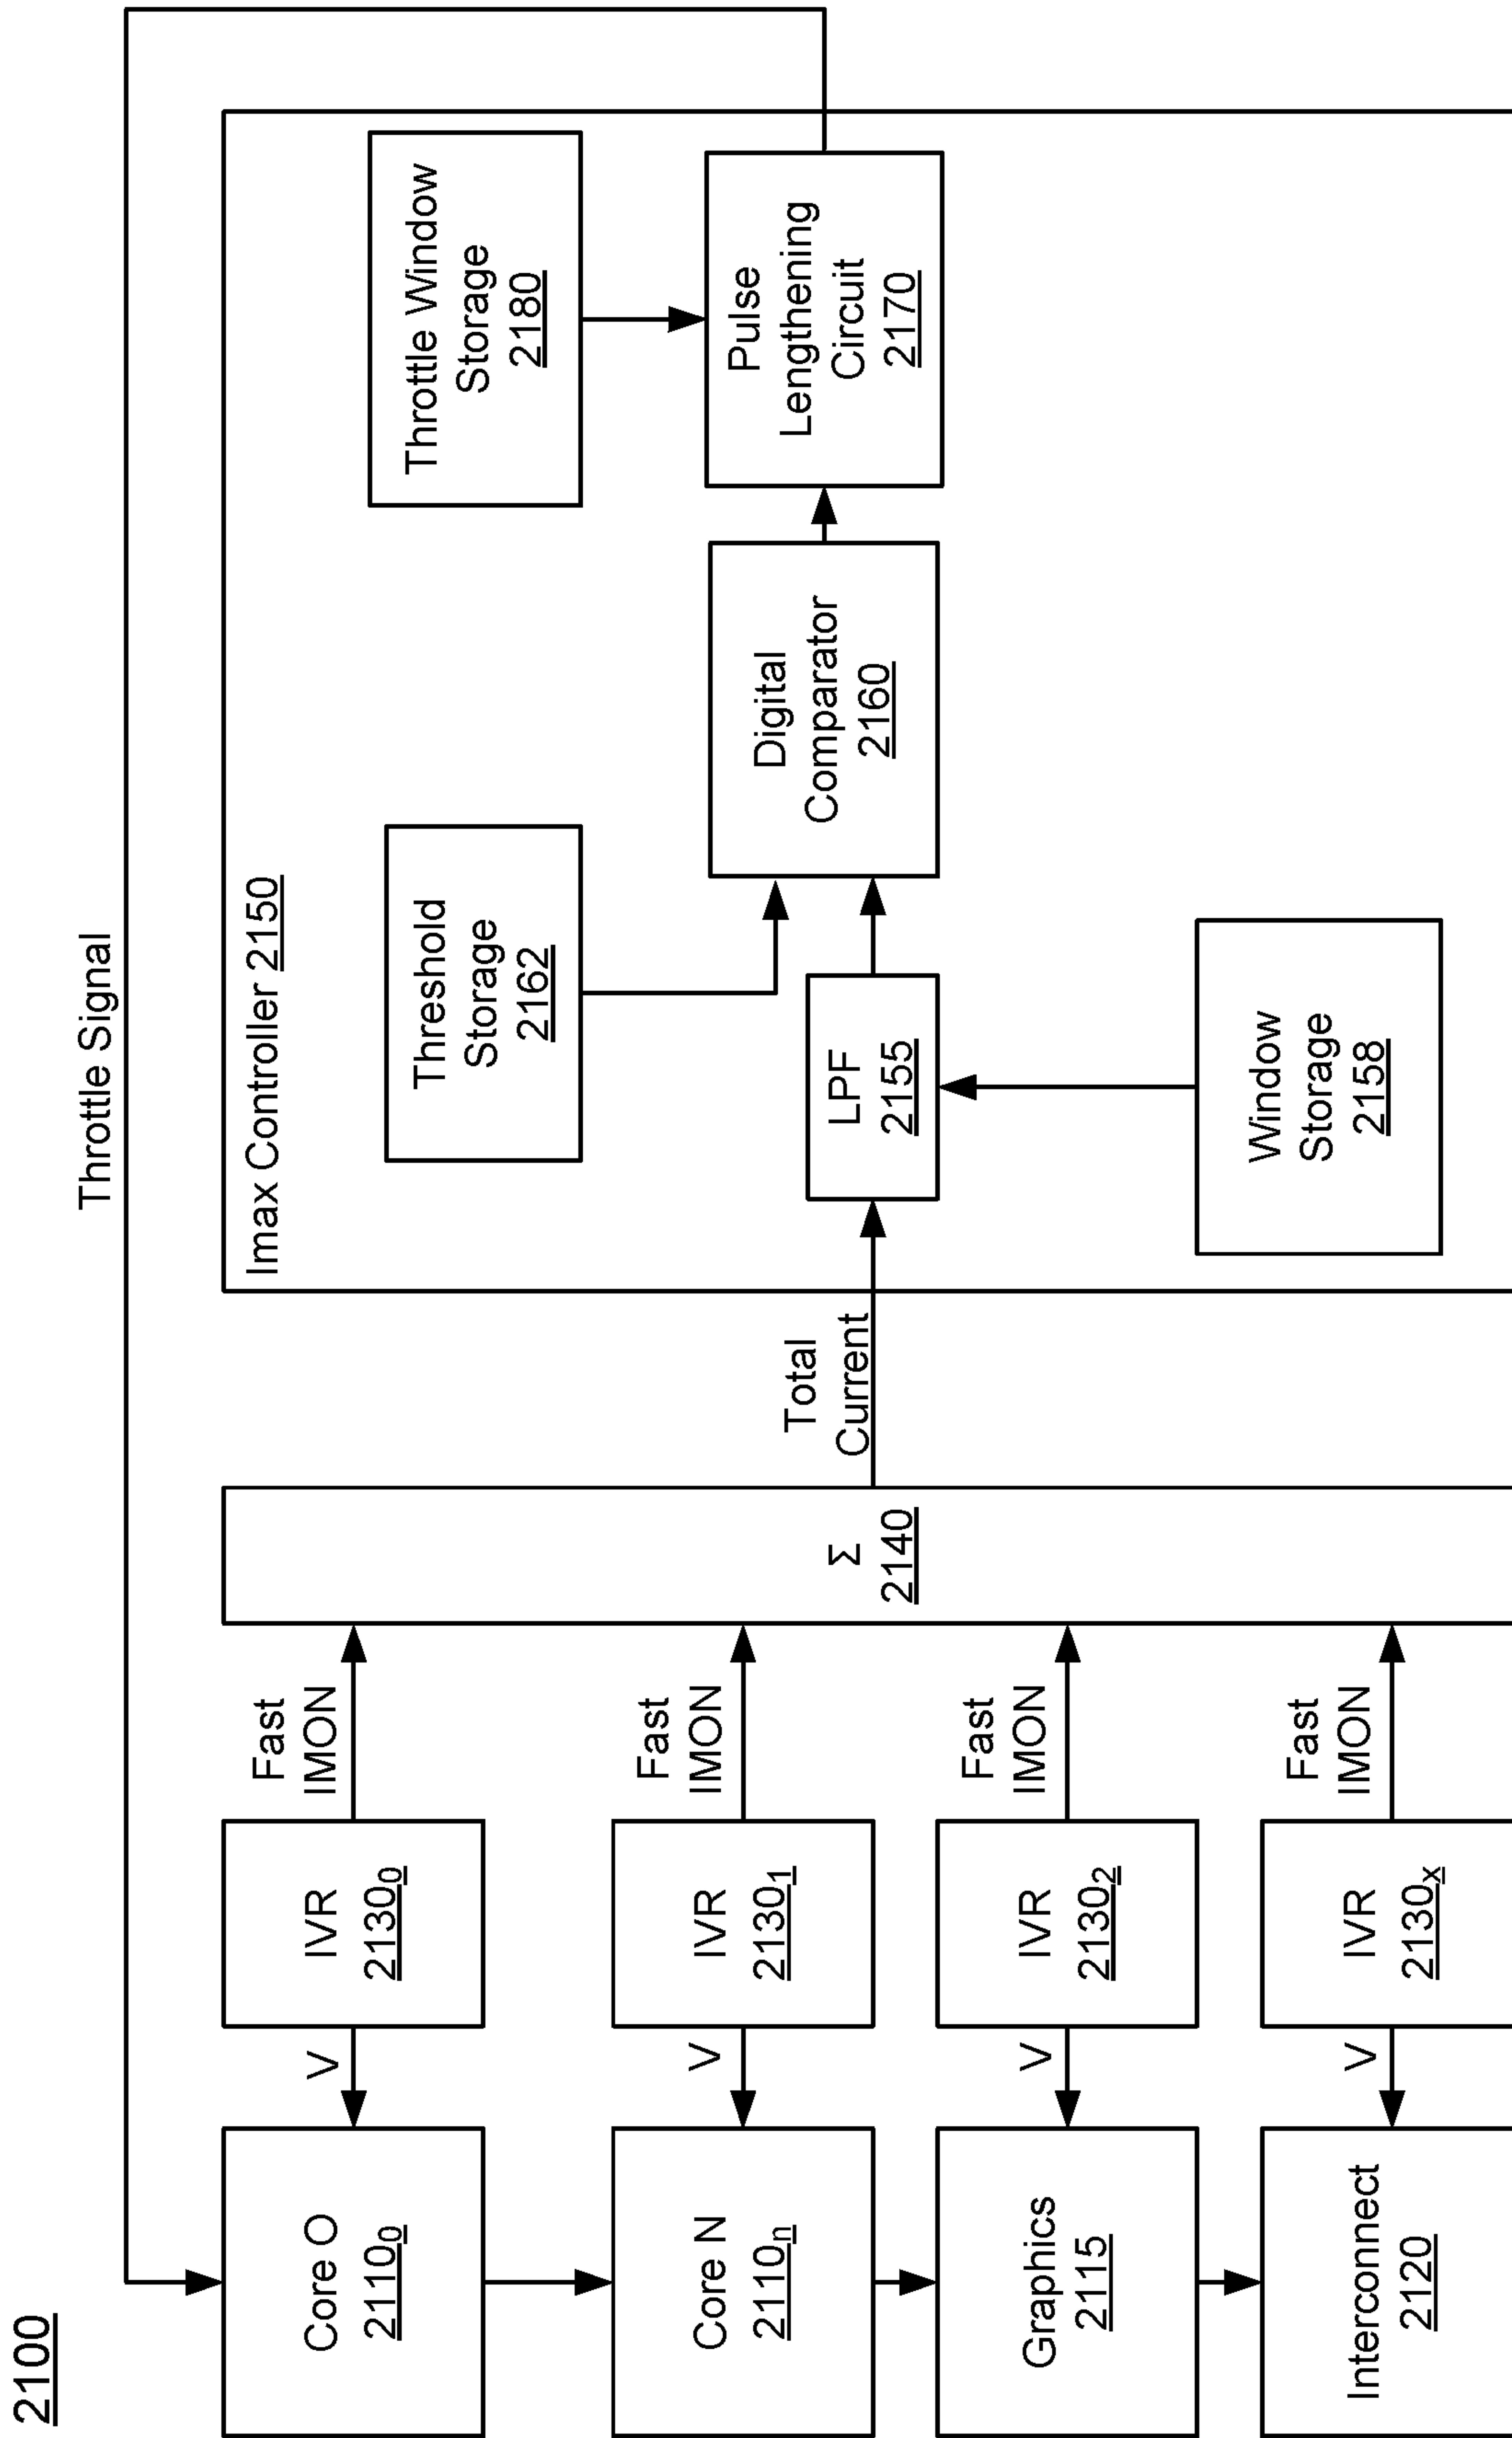 2100
Throttle Signal
Core O
2110₀
V
IVR
2130₀
Fast
IMON
Core N
2110ₙ
V
IVR
2130₁
Fast
IMON
Graphics
2115
V
IVR
2130₂
Fast
IMON
Interconnect
2120
V
IVR
2130ₓ
Fast
IMON
Σ
2140
Total
Current
Imax Controller 2150
Threshold
Storage
2162
LPF
2155
Window
Storage
2158
Digital
Comparator
2160
Throttle Window
Storage
2180
Pulse
Lengthening
Circuit
2170